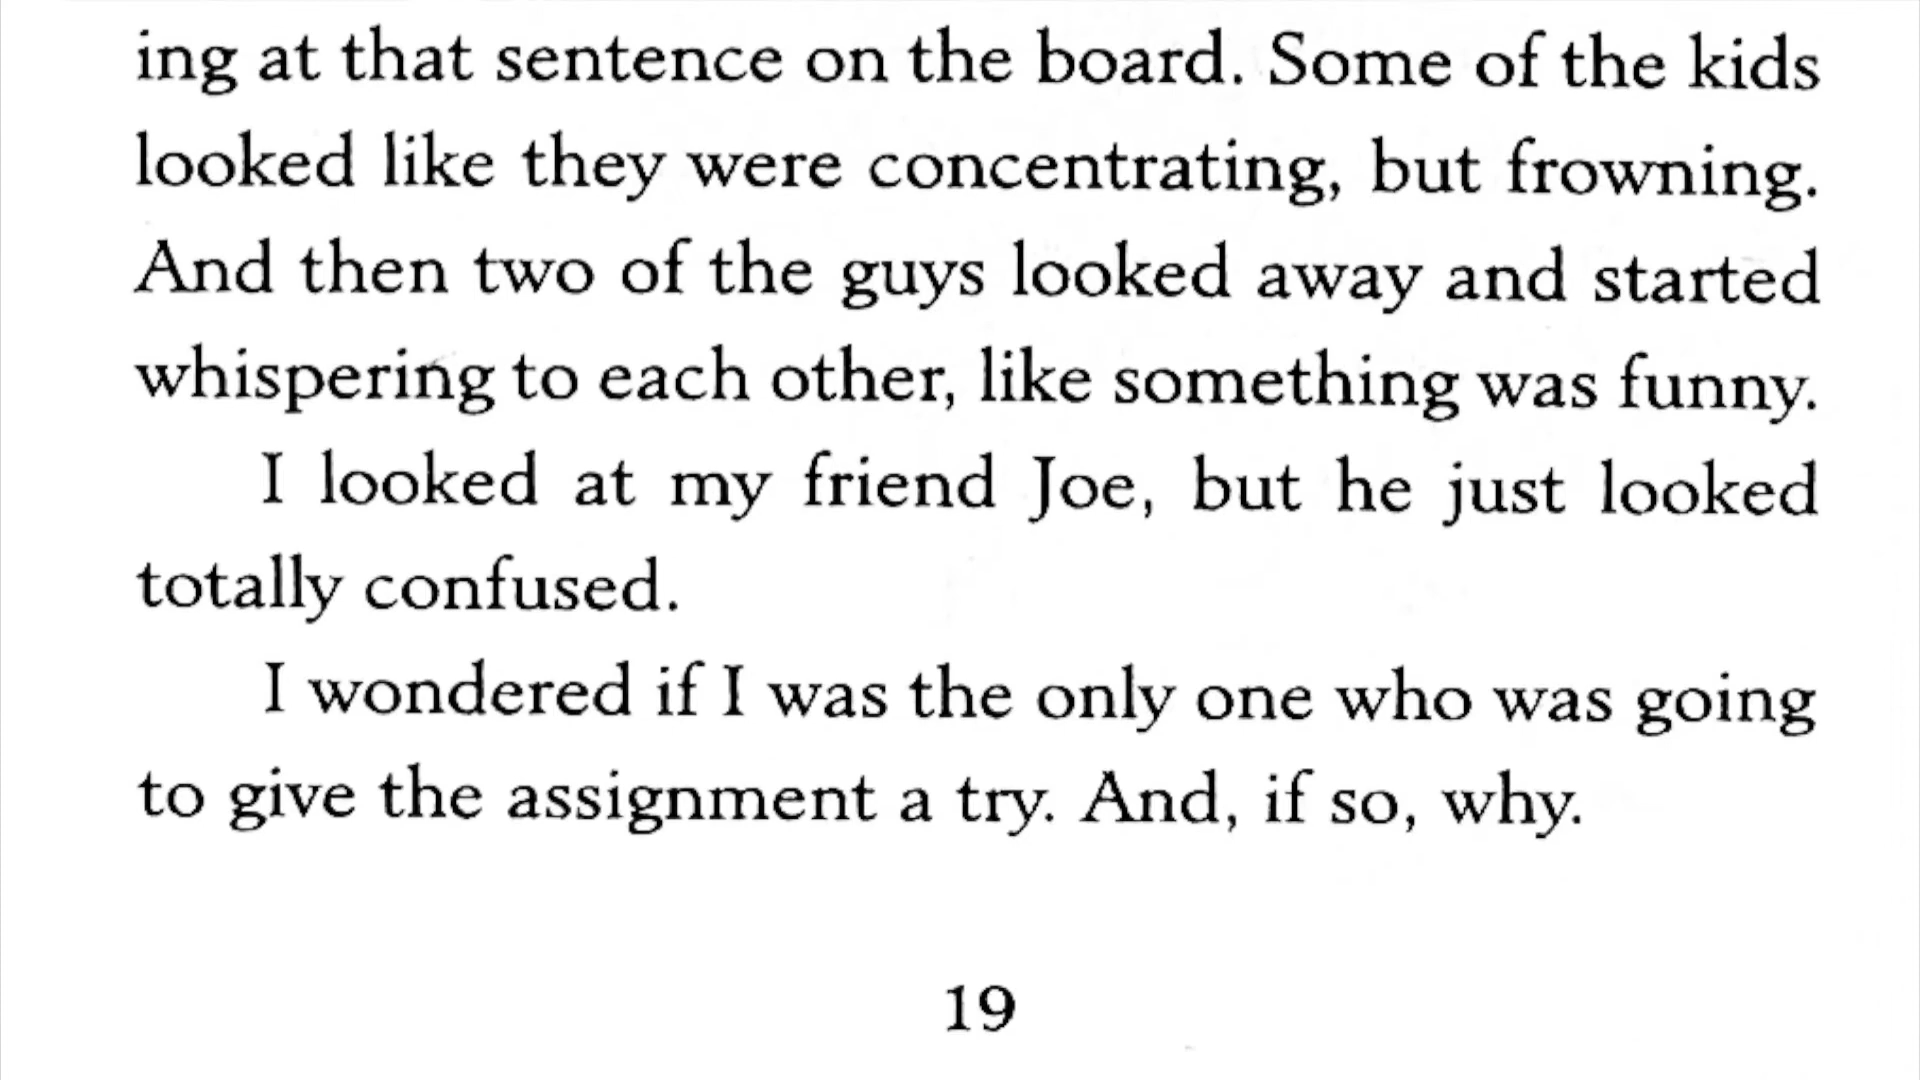 ing at that sentence on the board. Some of the kids
looked like they were concentrating, but frowning.
And then two of the guys looked away and started
whispering to each other, like something was funny.
I looked at my friend Joe, but he just looked
totally confused.
I wondered if I was the only one who was going
to give the assignment a try. And, if so, why.
19